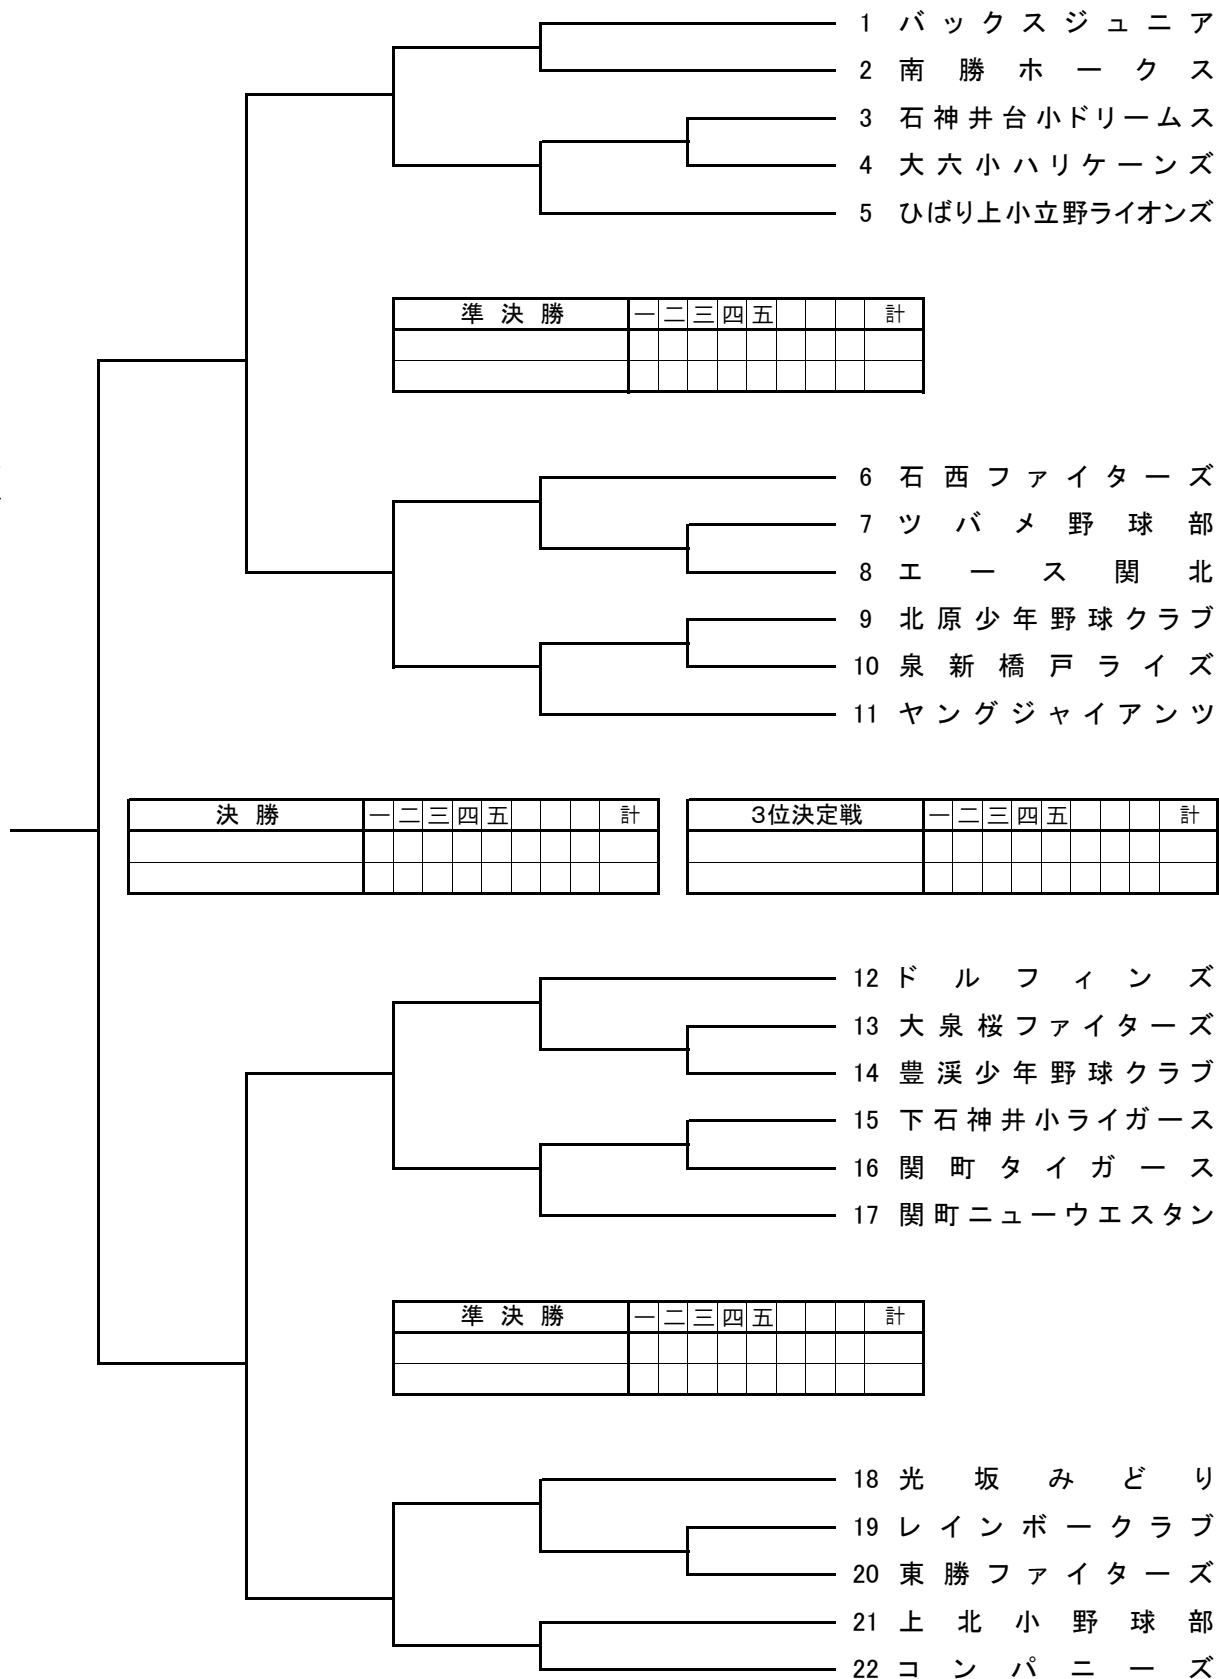 1 バックスジュニア
2 南勝ホークス
3 石神井台小ドリームス
4 大六小ハリケーンズ
5 ひばり上小立野ライオンズ
準決勝 一 二 三 四 五 計
6 石西ファイターズ
7 ツバメ野球部
8 エース関北
9 北原少年野球クラブ
10 泉新橋戸ライズ
11 ヤングジャイアンツ
決勝 一 二 三 四 五 計 3位決定戦 一 二 三 四 五 計
12 ドルフィンズ
13 大泉桜ファイターズ
14 豊渓少年野球クラブ
15 下石神井小ライガース
16 関町タイガース
17 関町ニューウエスタン
準決勝 一 二 三 四 五 計
18 光坂みどり
19 レインボークラブ
20 東勝ファイターズ
21 上北小野球部
22 コンパニーズ